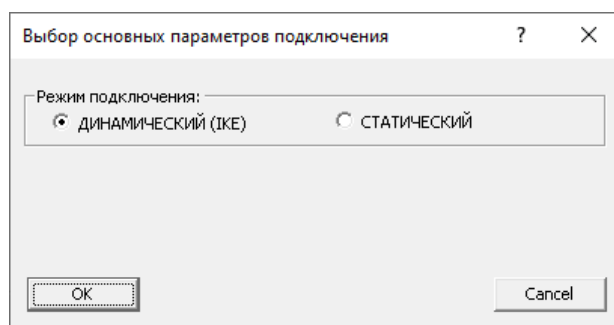 Выбор основных параметров подключения ?
Режим подключения:
ДИНАМИЧЕСКИЙ (IKE) СТАТИЧЕСКИЙ
OK Cancel